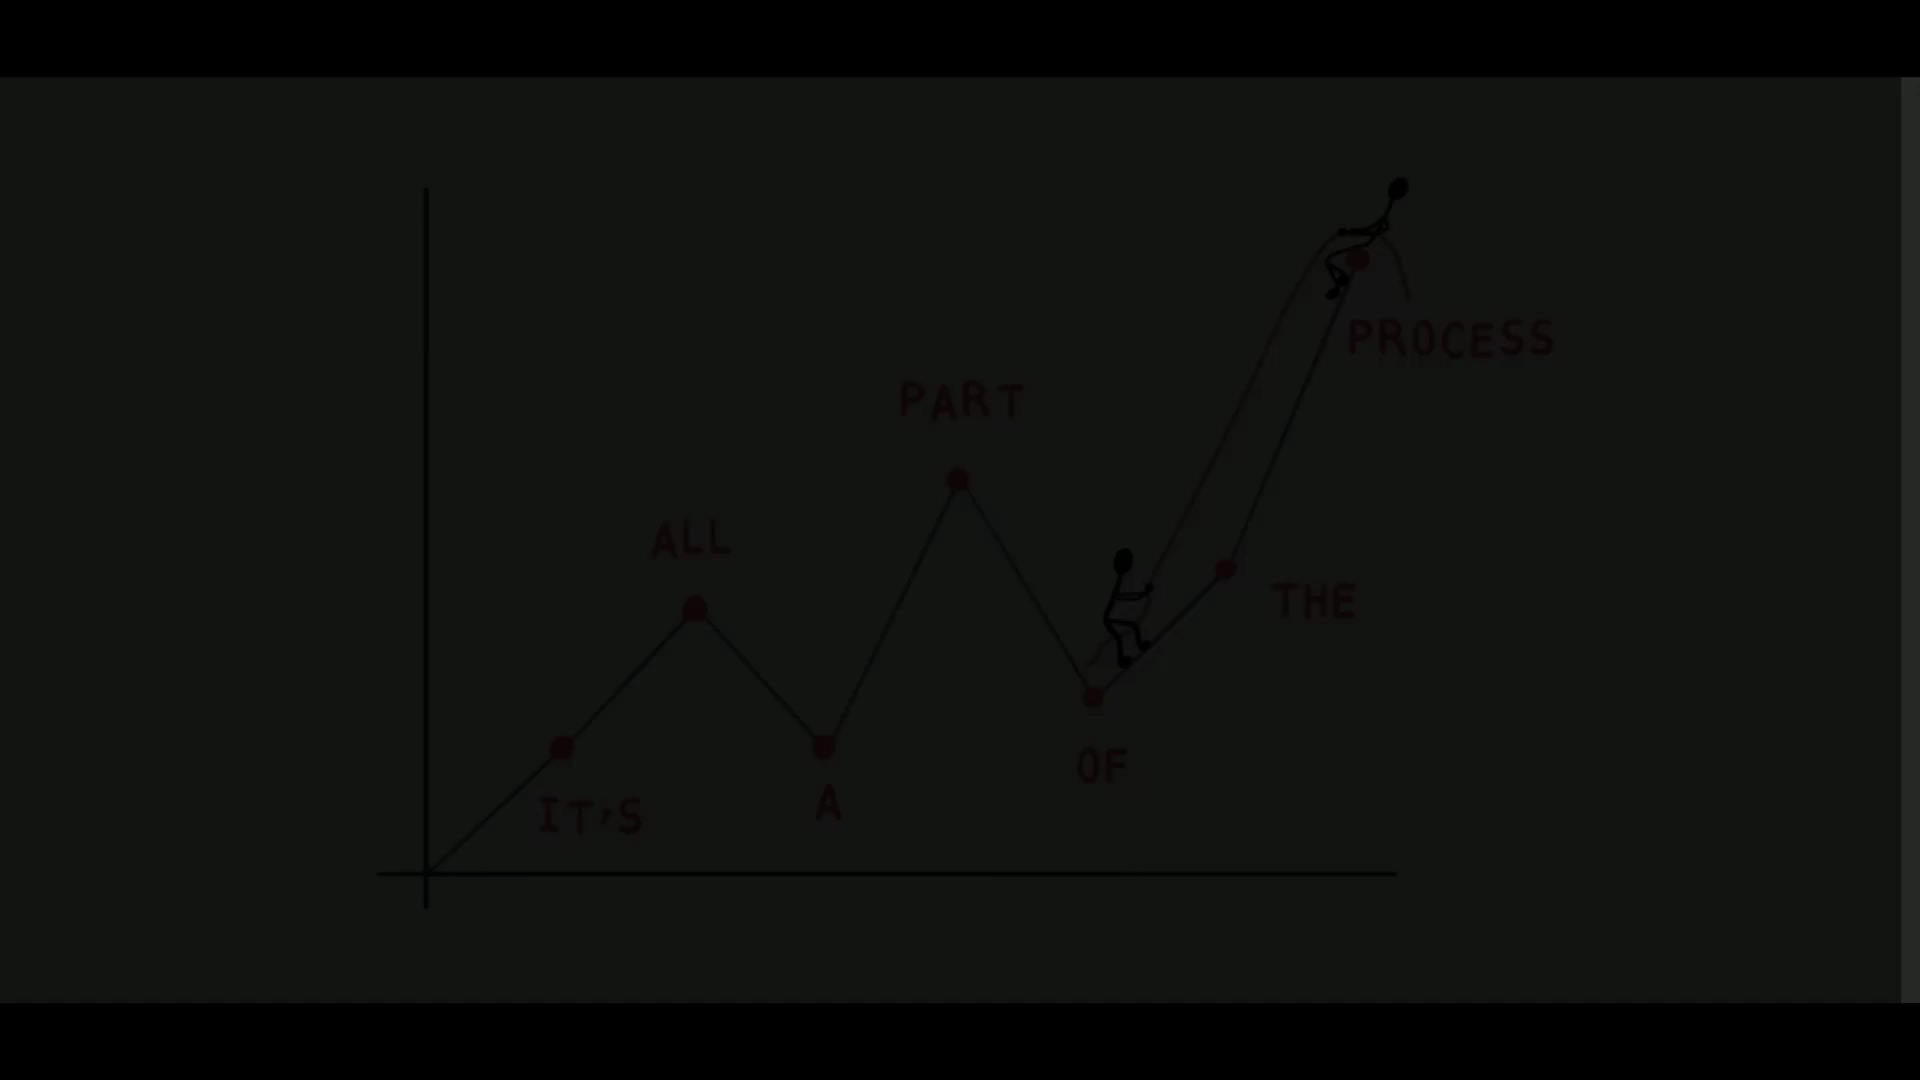 IT'S
ALL
A
PART
OF
THE
PROCESS